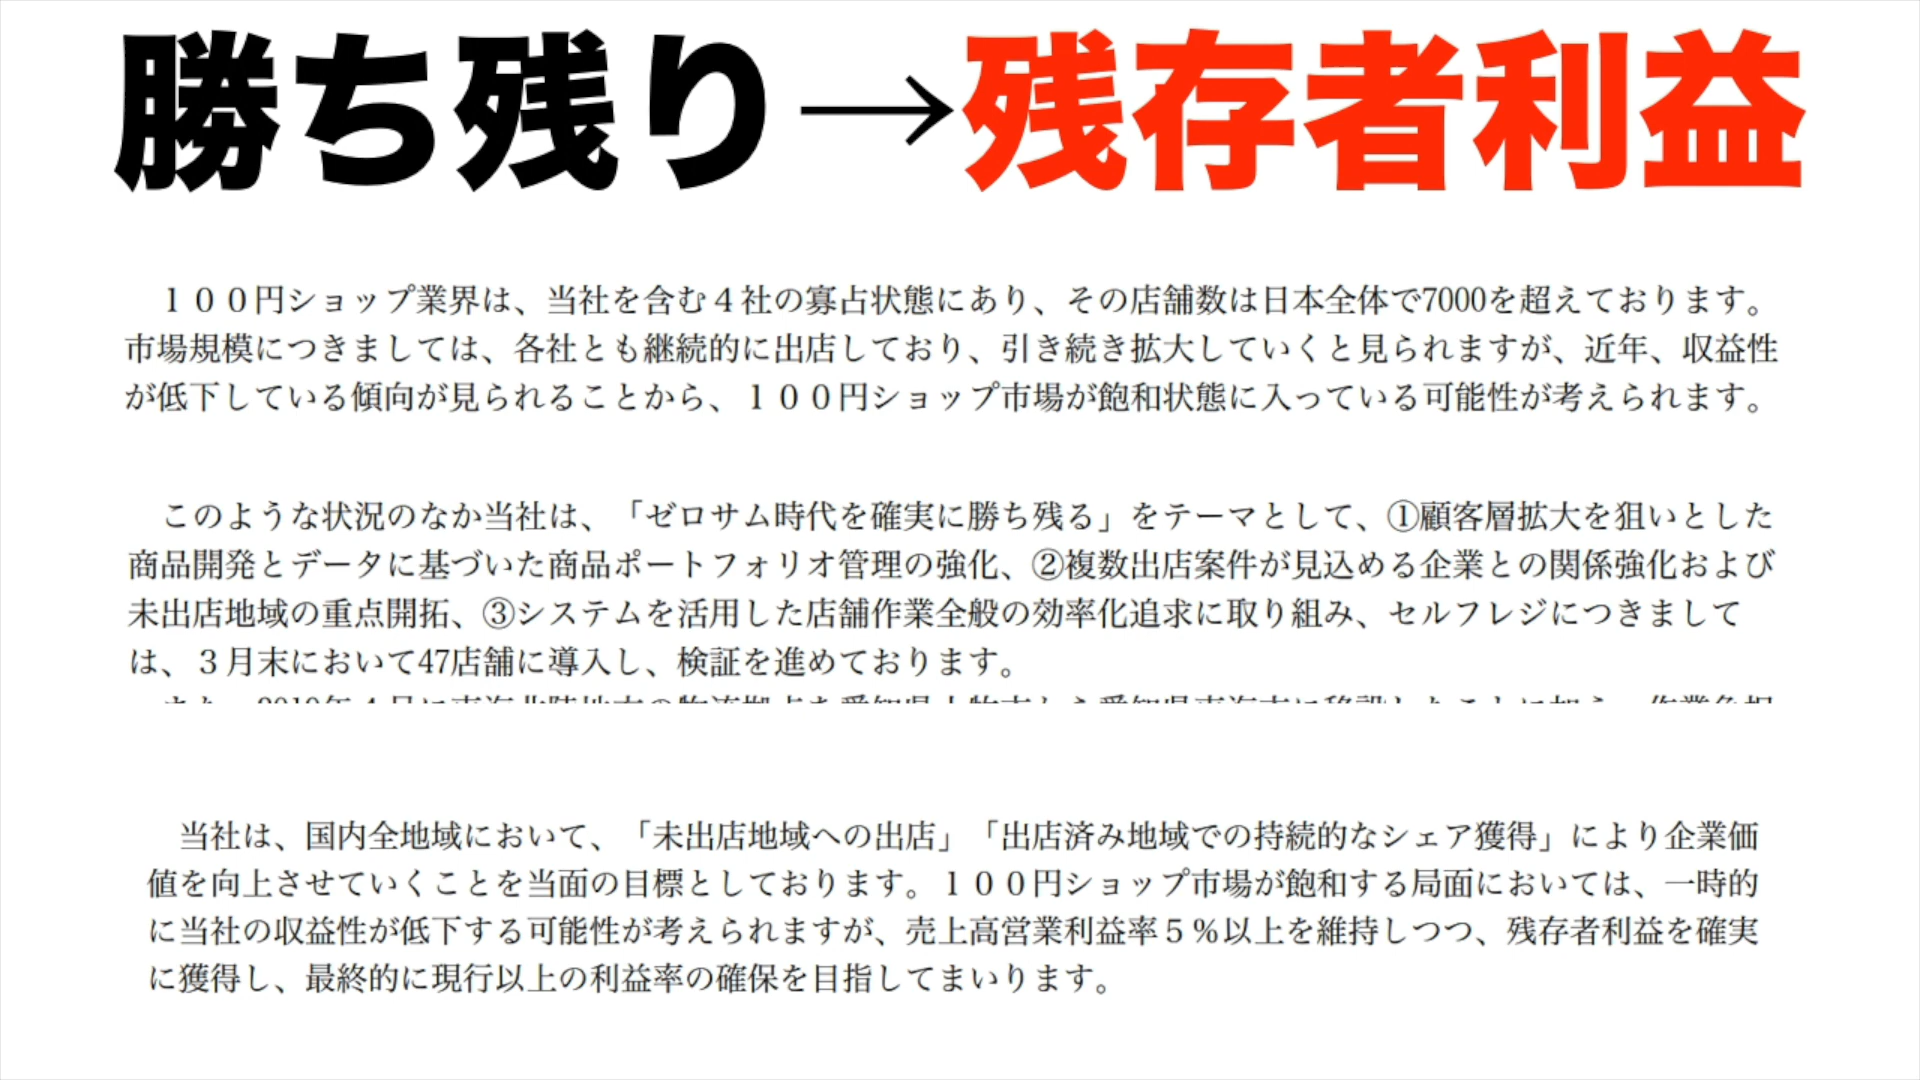 勝ち残り→残存者利益
１００円ショップ業界は、当社を含む４社の寡占状態にあり、その店舗数は日本全体で7000を超えております。
市場規模につきましては、各社とも継続的に出店しており、引き続き拡大していくと見られますが、近年、収益性
が低下している傾向が見られることから、１００円ショップ市場が飽和状態に入っている可能性が考えられます。
このような状況のなか当社は、「ゼロサム時代を確実に勝ち残る」をテーマとして、①顧客層拡大を狙いとした
商品開発とデータに基づいた商品ポートフォリオ管理の強化、②複数出店案件が見込める企業との関係強化および
未出店地域の重点開拓、③システムを活用した店舗作業全般の効率化追求に取り組み、セルフレジにつきまして
は、３月末において47店舗に導入し、検証を進めております。
当社は、国内全地域において、「未出店地域への出店」「出店済み地域での持続的なシェア獲得」により企業価
値を向上させていくことを当面の目標としております。１００円ショップ市場が飽和する局面においては、一時的
に当社の収益性が低下する可能性が考えられますが、売上高営業利益率５％以上を維持しつつ、残存者利益を確実
に獲得し、最終的に現行以上の利益率の確保を目指してまいります。